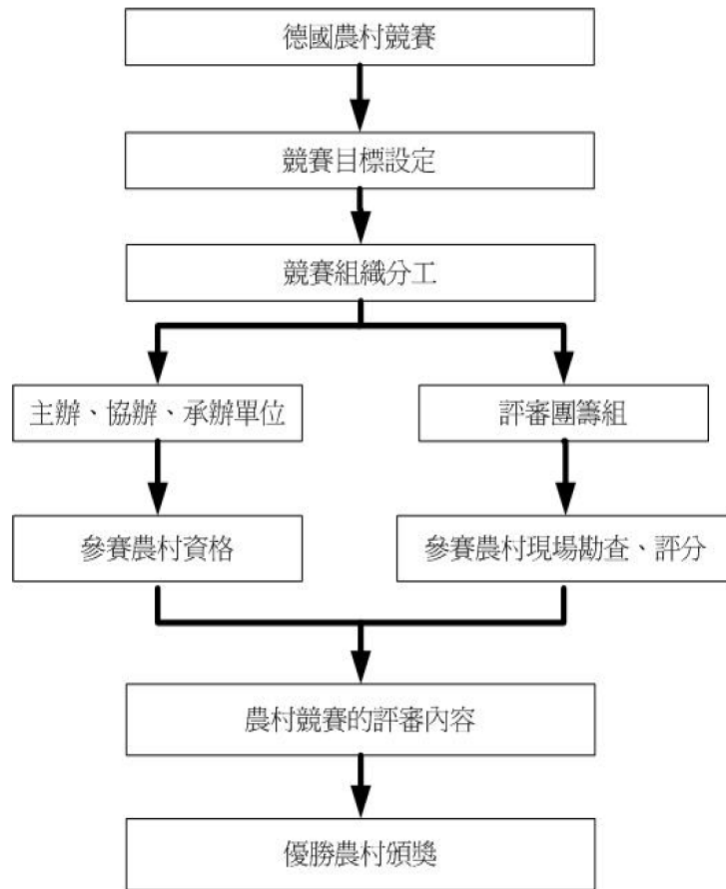 德國農村競賽
競賽目標設定
競賽組織分工
主辦、協辦、承辦單位
評審團籌組
參賽農村資格
參賽農村現場勘查、評分
農村競賽的評審內容
優勝農村頒獎